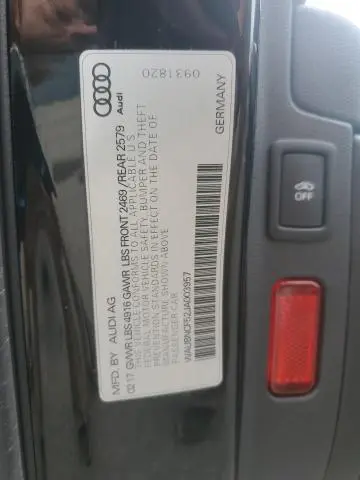 Audi
0931820
GERMANY
MFD. BY AUDI AG
02 17 GVWR LBS 4916 GAWR LBS FRONT 2469/REAR 2579
THIS VEHICLE CONFORMS TO ALL APPLICABLE U S
FEDERAL MOTOR VEHICLE SAFETY, BUMPER AND THEFT
PREVENTION STANDARDS IN EFFECT ON THE DATE OF
MANUFACTURE SHOWN ABOVE
PASSENGER CAR
WAUBNCF52JA003957
OFF